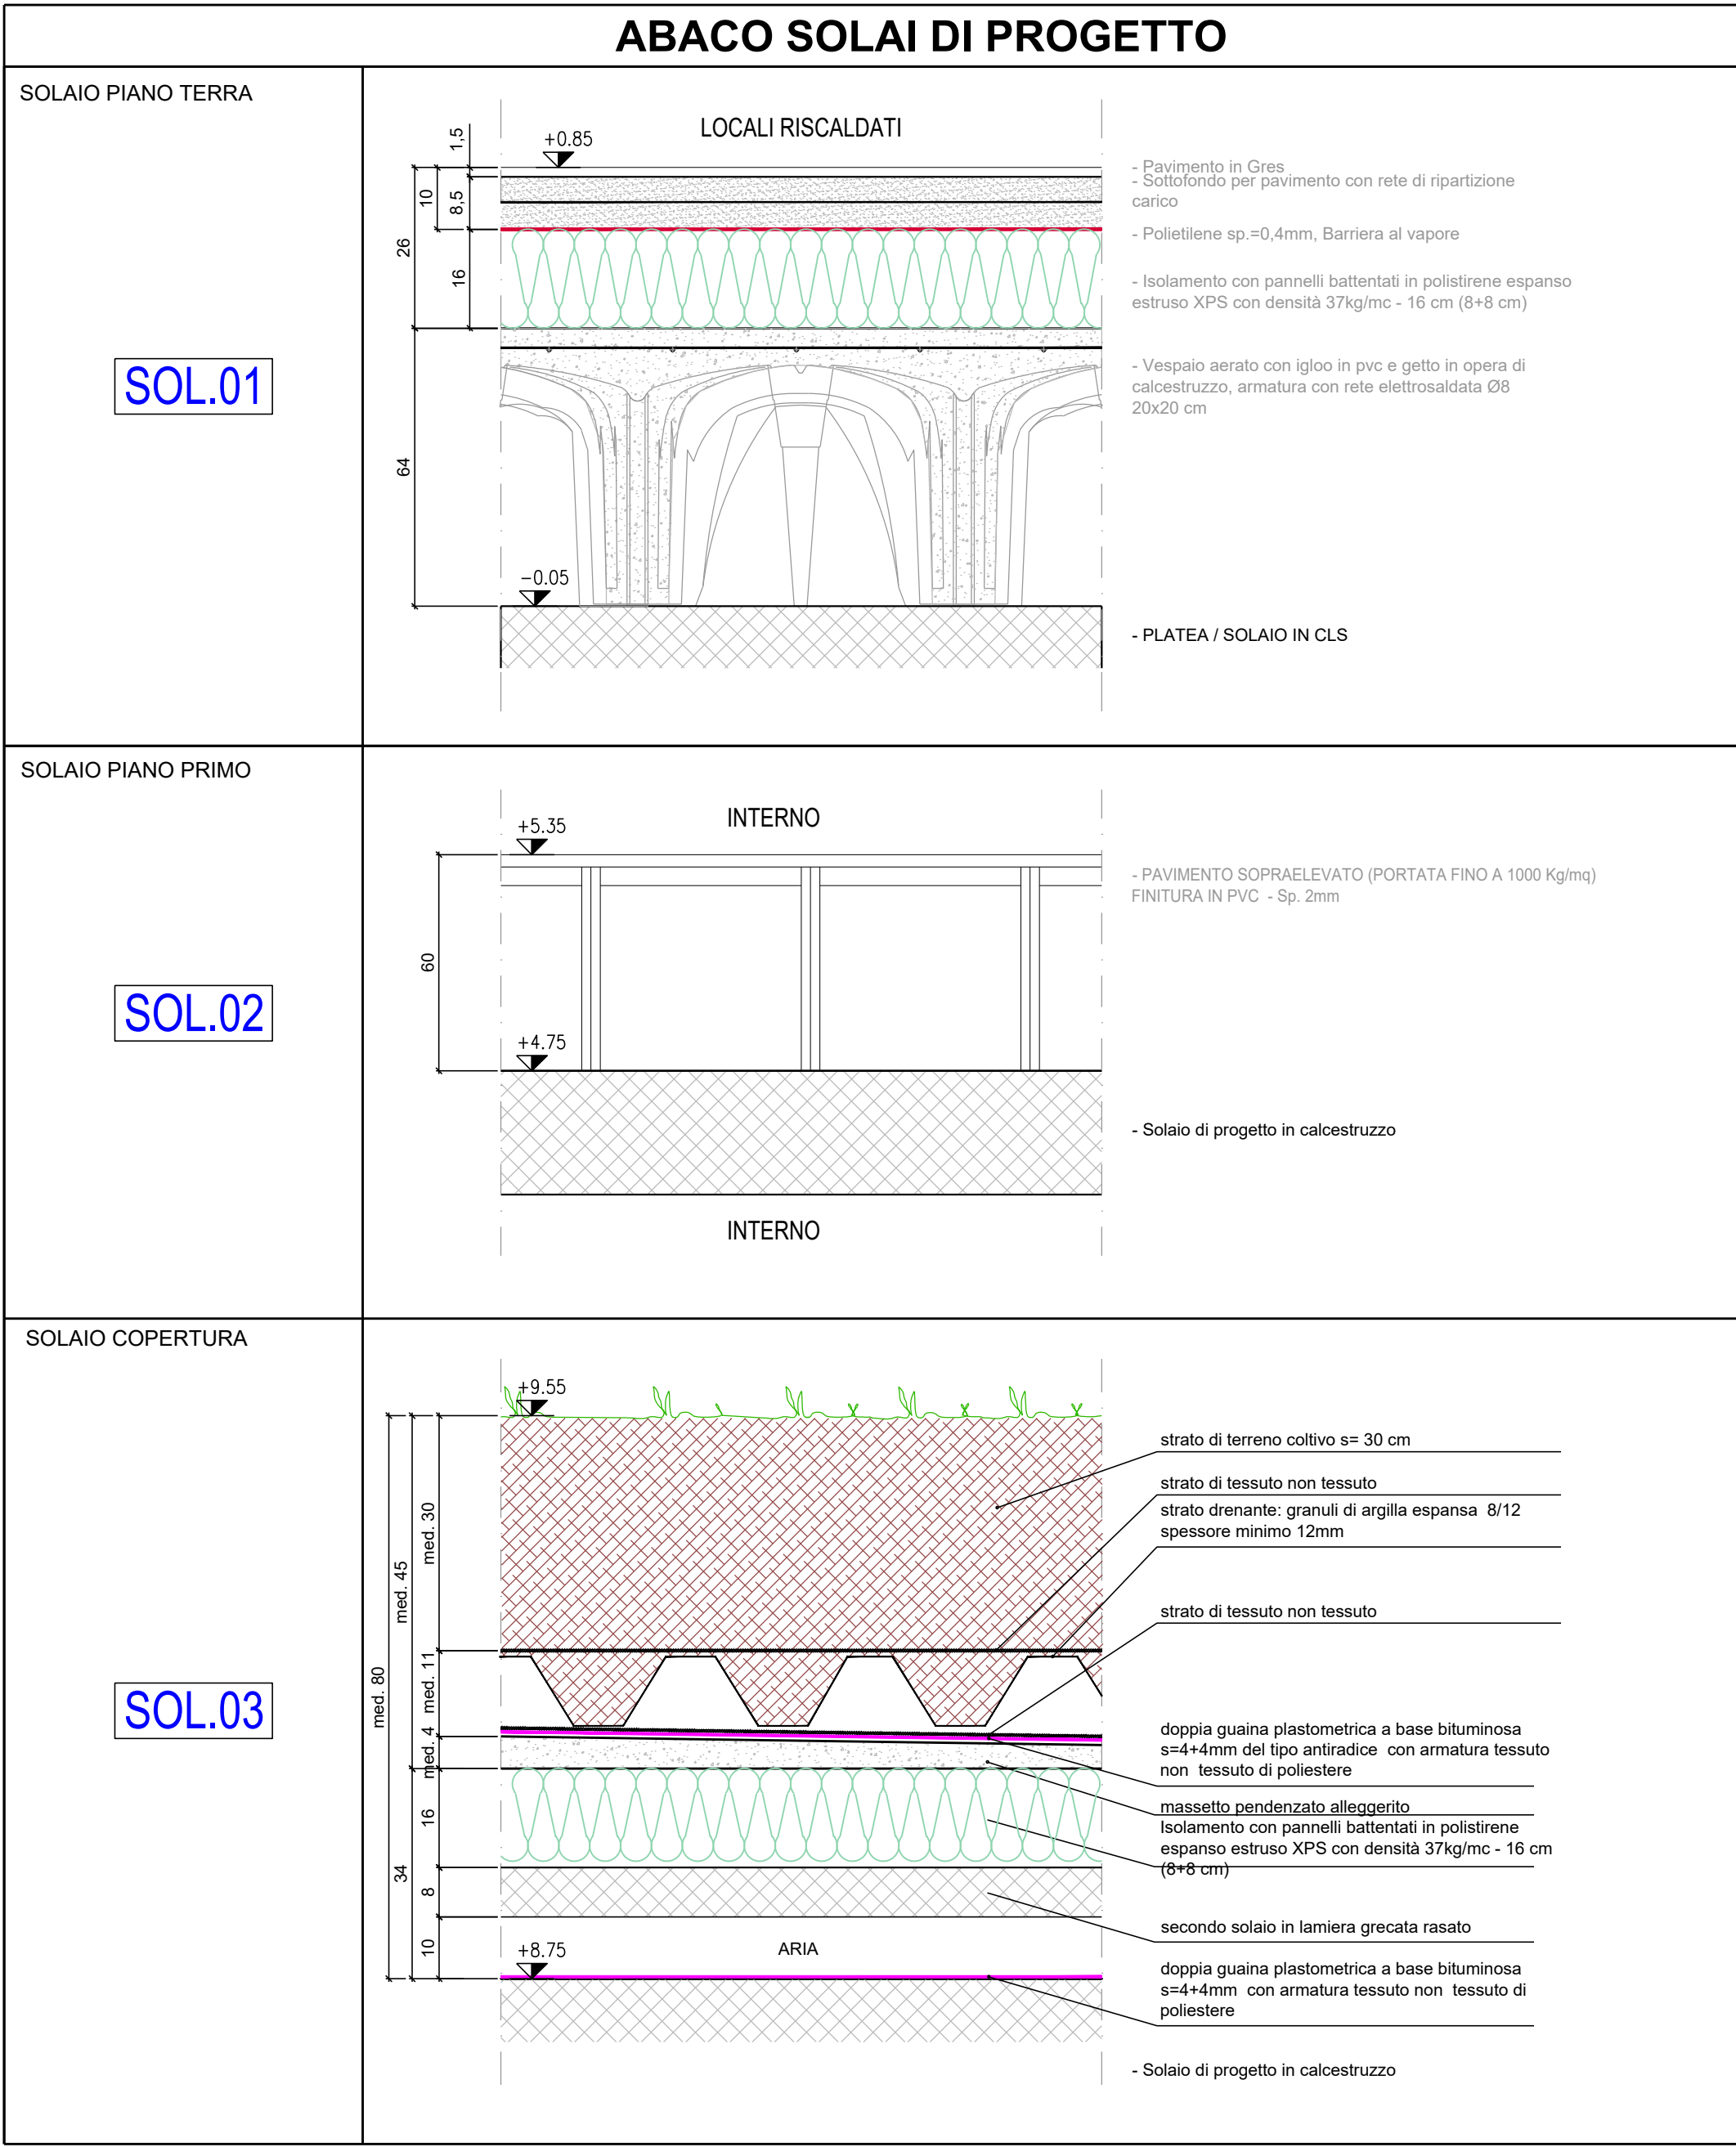 ABACO SOLAI DI PROGETTO
SOLAIO PIANO TERRA
SOL.01
LOCALI RISCALDATI
+0.85
1,5
10
8,5
26
16
64
-0.05
- Pavimento in Gres
- Sottofondo per pavimento con rete di ripartizione
carico
- Polietilene sp.=0,4mm, Barriera al vapore
- Isolamento con pannelli battentati in polistirene espanso
estruso XPS con densità 37kg/mc - 16 cm (8+8 cm)
- Vespaio aerato con igloo in pvc e getto in opera di
calcestruzzo, armatura con rete elettrosaldata Ø8
20x20 cm
- PLATEA / SOLAIO IN CLS
SOLAIO PIANO PRIMO
SOL.02
INTERNO
+5.35
60
+4.75
- PAVIMENTO SOPRAELEVATO (PORTATA FINO A 1000 Kg/mq)
FINITURA IN PVC - Sp. 2mm
- Solaio di progetto in calcestruzzo
INTERNO
SOLAIO COPERTURA
SOL.03
+9.55
med. 30
med. 45
med. 11
med. 80
med. 4
16
34
8
10
+8.75
ARIA
strato di terreno coltivo s= 30 cm
strato di tessuto non tessuto
strato drenante: granuli di argilla espansa 8/12
spessore minimo 12mm
strato di tessuto non tessuto
doppia guaina plastometrica a base bituminosa
s=4+4mm del tipo antiradice con armatura tessuto
non tessuto di poliestere
massetto pendenzato alleggerito
Isolamento con pannelli battentati in polistirene
espanso estruso XPS con densità 37kg/mc - 16 cm
(8+8 cm)
secondo solaio in lamiera grecata rasato
doppia guaina plastometrica a base bituminosa
s=4+4mm con armatura tessuto non tessuto di
poliestere
- Solaio di progetto in calcestruzzo